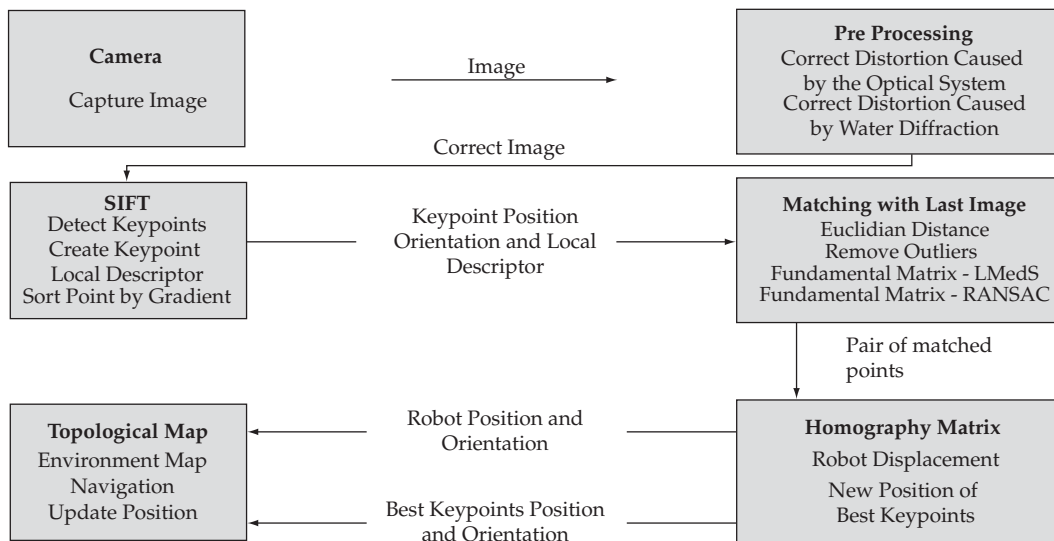 Camera
Capture Image
Image
Pre Processing
Correct Distortion Caused
by the Optical System
Correct Distortion Caused
by Water Diffraction
Correct Image
SIFT
Detect Keypoints
Create Keypoint
Local Descriptor
Sort Point by Gradient
Keypoint Position
Orientation and Local
Descriptor
Matching with Last Image
Euclidian Distance
Remove Outliers
Fundamental Matrix - LMedS
Fundamental Matrix - RANSAC
Pair of matched
points
Homography Matrix
Robot Displacement
New Position of
Best Keypoints
Robot Position and
Orientation
Best Keypoints Position
and Orientation
Topological Map
Environment Map
Navigation
Update Position